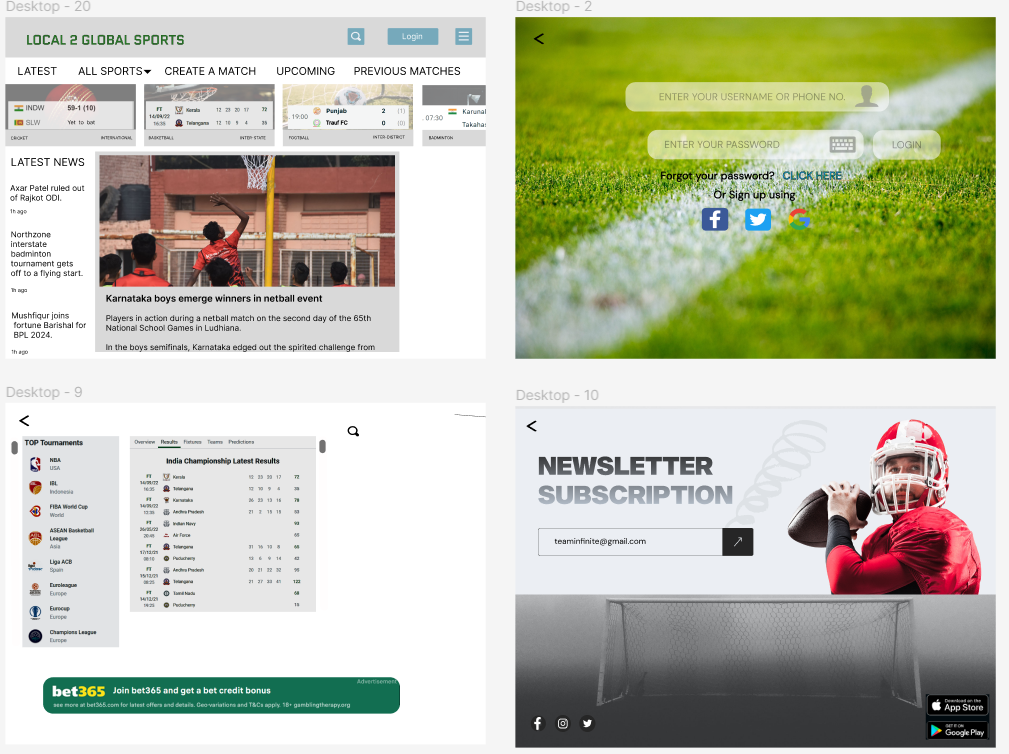 Desktop - 20
LOCAL 2 GLOBAL SPORTS
Login
LATEST ALL SPORTS CREATE A MATCH UPCOMING PREVIOUS MATCHES
INDW 59-1 (10)
SLW Yet to bat
CRICKET INTERNATIONAL
FT
14/09/22
16:35
Kerala 12 23 20 17 72
Telangana 12 10 9 4 35
BASKETBALL INTER-STATE
19:00
Punjab 2 (1)
Trauf FC 0 (0)
FOOTBALL INTER-DISTRICT
07:30
Karunal
Takahas
BADMINTON
LATEST NEWS
Axar Patel ruled out
of Rajkot ODI.
1h ago
Northzone
interstate
badminton
tournament gets
off to a flying start.
1h ago
Mushfiqur joins
fortune Barishal for
BPL 2024.
1h ago
Karnataka boys emerge winners in netball event
Players in action during a netball match on the second day of the 65th
National School Games in Ludhiana.
In the boys semifinals, Karnataka edged out the spirited challenge from
Desktop - 2
ENTER YOUR USERNAME OR PHONE NO.
ENTER YOUR PASSWORD
LOGIN
Forgot your password? CLICK HERE
Or Sign up using
Desktop - 9
TOP Tournaments
NBA
USA
IBL
Indonesia
FIBA World Cup
World
ASEAN Basketball
League
Asia
Liga ACB
Spain
Euroleague
Europe
Eurocup
Europe
Champions League
Europe
Overview Results Fixtures Teams Predictions
India Championship Latest Results
FT
14/09/22
16:35
Kerala 12 23 20 17 72
Telangana 12 10 9 4 35
FT
14/09/22
12:35
Karnataka 26 23 13 16 78
Andhra Pradesh 21 2 15 15 53
FT
26/05/22
20:45
Indian Navy 90
Air Force 65
FT
17/12/21
08:10
Telangana 31 16 10 8 65
Puducherry 13 6 9 14 42
FT
15/12/21
08:25
Andhra Pradesh 20 21 22 32 95
Telangana 21 27 33 41 122
FT
14/12/21
19:25
Tamil Nadu 58
Puducherry 10
Advertisement
bet365 Join bet365 and get a bet credit bonus
see more at bet365.com for latest offers and details. Geo-variations and T&Cs apply. 18+ gamblingtherapy.org
Desktop - 10
NEWSLETTER
SUBSCRIPTION
teaminfinite@gmail.com
Download on the
App Store
GET IT ON
Google Play